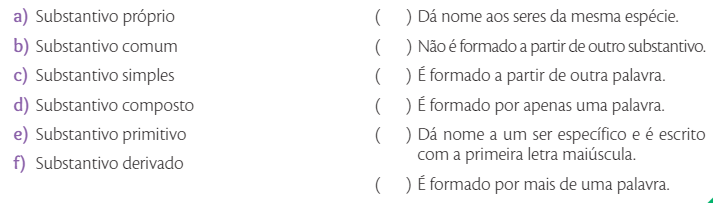 a) Substantivo próprio
b) Substantivo comum
c) Substantivo simples
d) Substantivo composto
e) Substantivo primitivo
f) Substantivo derivado
( ) Dá nome aos seres da mesma espécie.
( ) Não é formado a partir de outro substantivo.
( ) É formado a partir de outra palavra.
( ) É formado por apenas uma palavra.
( ) Dá nome a um ser específico e é escrito
com a primeira letra maiúscula.
( ) É formado por mais de uma palavra.